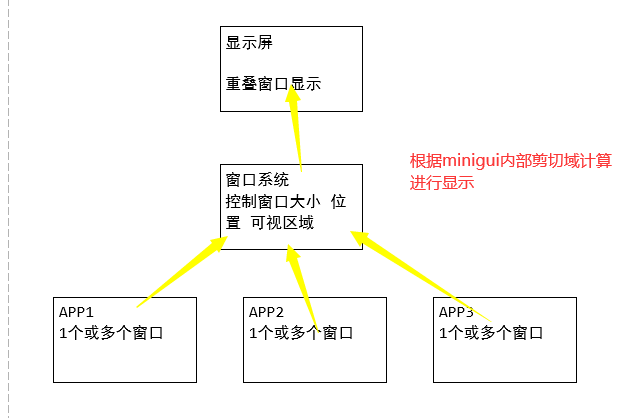 显示屏
重叠窗口显示
窗口系统
控制窗口大小 位
置 可视区域
根据minigui内部剪切域计算
进行显示
APP1
1个或多个窗口
APP2
1个或多个窗口
APP3
1个或多个窗口